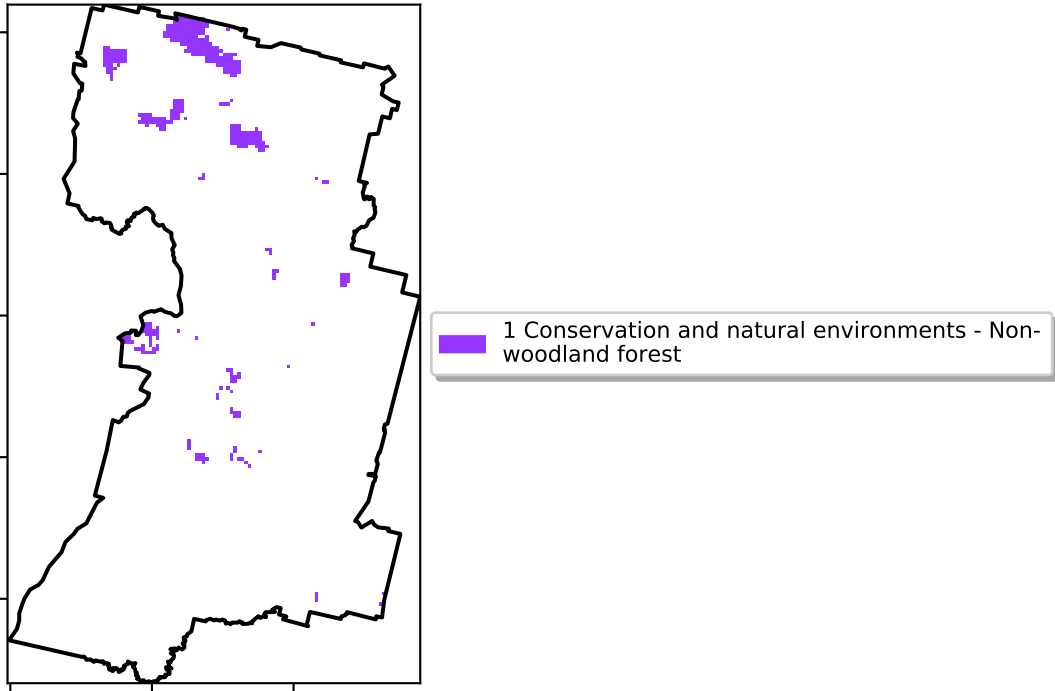 1 Conservation and natural environments - Non-
woodland forest